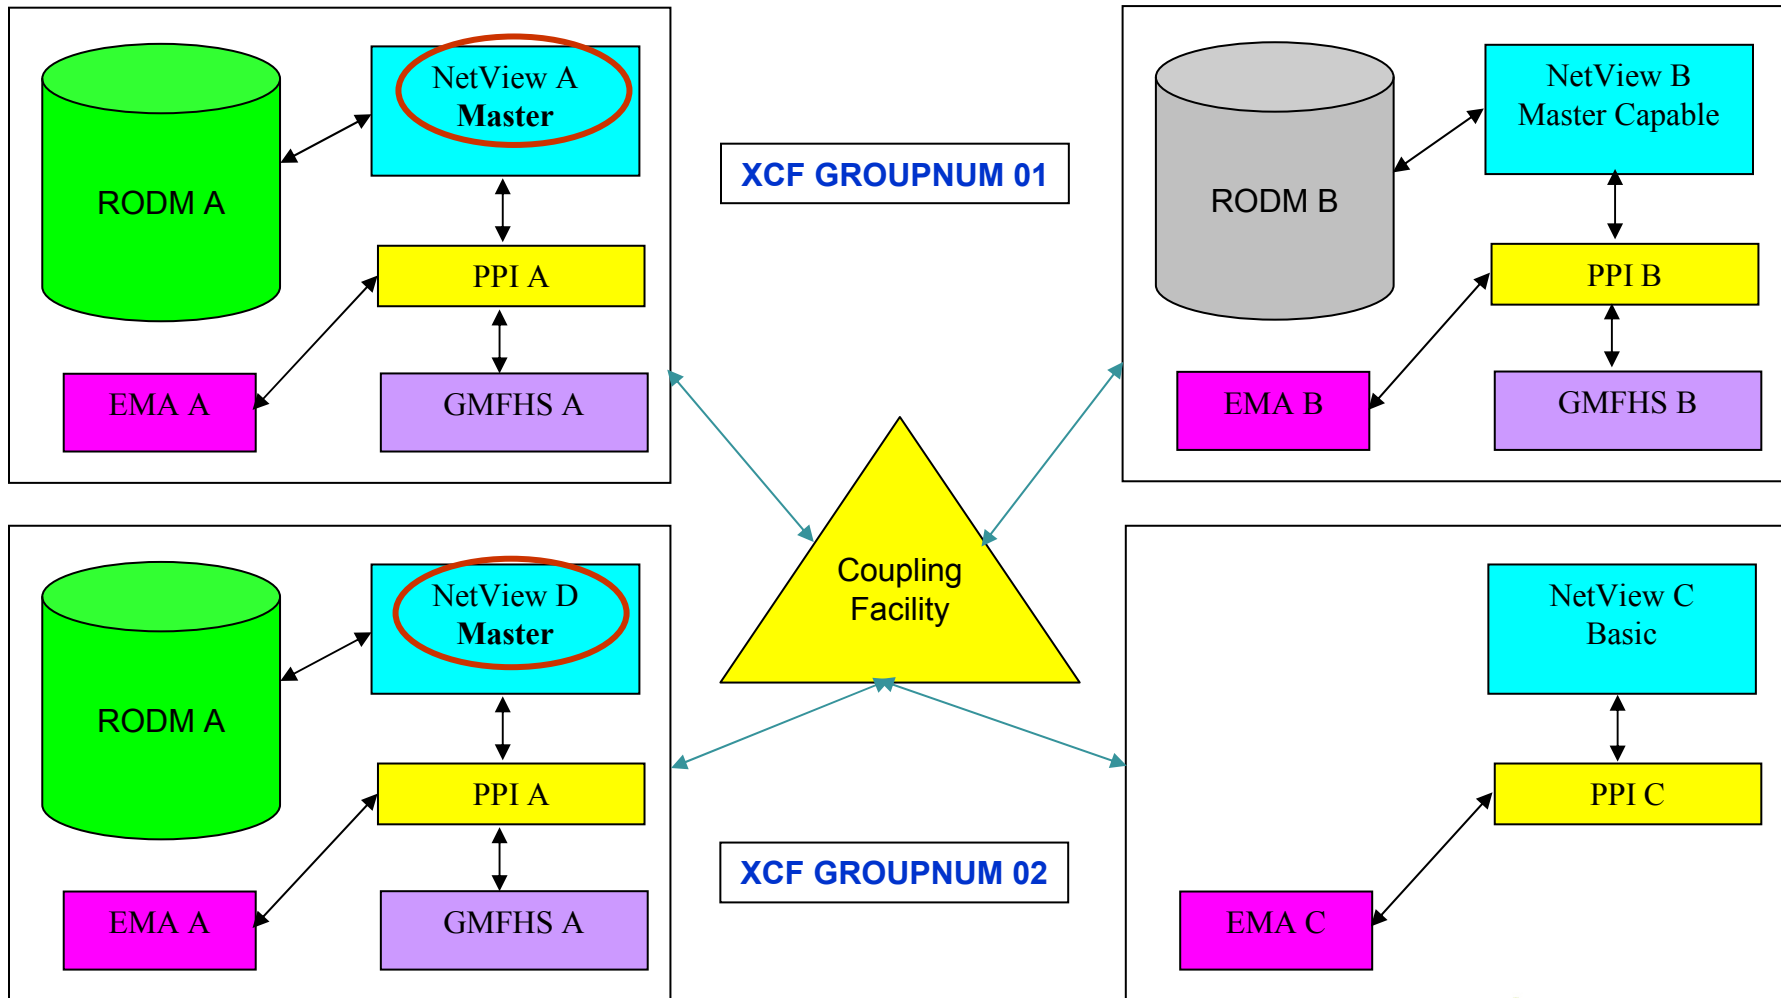 NetView A
Master
RODM A
PPI A
EMA A
GMFHS A
XCF GROUPNUM 01
NetView B
Master Capable
RODM B
PPI B
EMA B
GMFHS B
Coupling
Facility
NetView D
Master
RODM A
PPI A
EMA A
GMFHS A
XCF GROUPNUM 02
NetView C
Basic
PPI C
EMA C